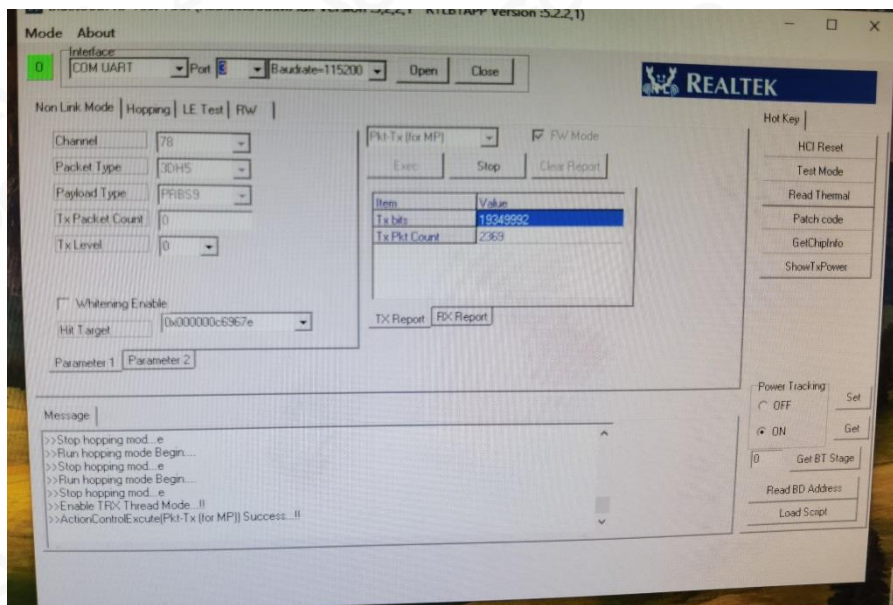 Version :5.2.2.1)
Mode About
Interface
0 COM UART Port 3 Baudrate=115200 Open Close
REALTEK
Non Link Mode Hopping LE Test RW
Hot Key
Channel 78
Pkt-Tx (for MP) FW Mode
HCI Reset
Packet Type 3DH5
Exec Stop Clear Report
Test Mode
Payload Type PRBS9
Item Value
Read Thermal
Tx Packet Count 0
Tx bits 19349992
Patch code
Tx Level 0
Tx Pkt Count 2369
GetChipInfo
ShowTxPower
Whitening Enable
Hit Target 0x000000c6967e
TX Report RX Report
Parameter 1 Parameter 2
Power Tracking
OFF Set
ON Get
0 Get BT Stage
Read BD Address
Load Script
Message
>>Stop hopping mod...e
>>Run hopping mode Begin....
>>Stop hopping mod...e
>>Run hopping mode Begin....
>>Stop hopping mod...e
>>Enable TRX Thread Mode...!!
>>ActionControlExcute(Pkt-Tx (for MP)) Success...!!